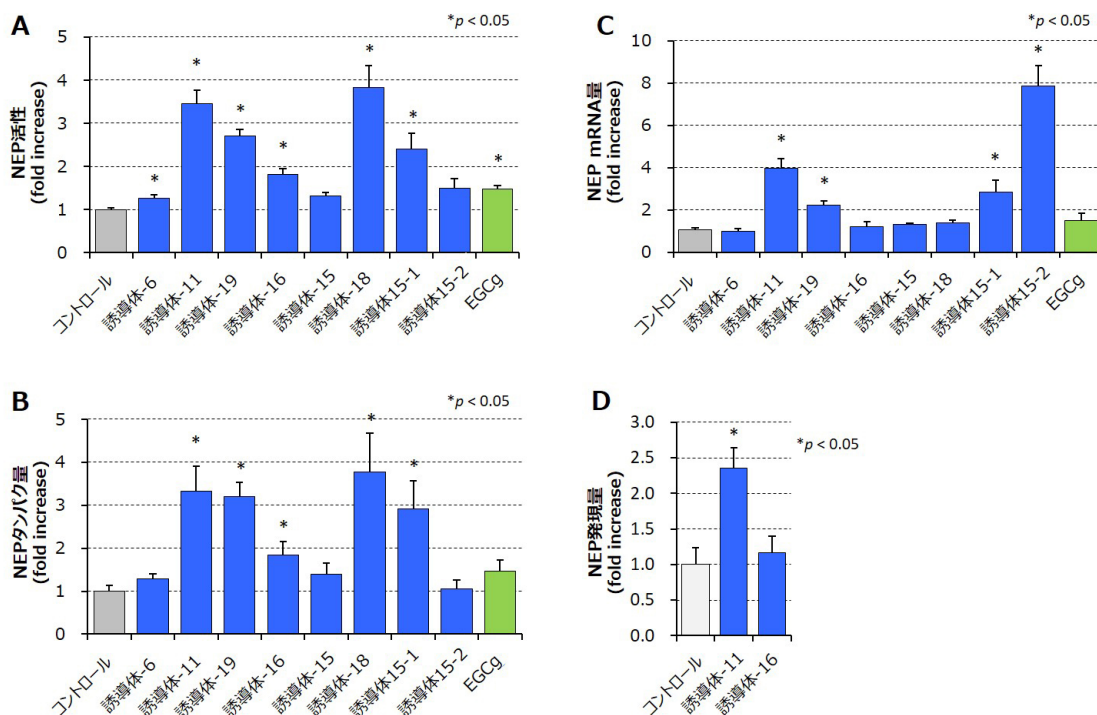 A
*p < 0.05
NEP活性
(fold increase)
5
4
3
2
1
0
*
*
*
*
*
*
*
コントロール
誘導体-6
誘導体-11
誘導体-19
誘導体-16
誘導体-15
誘導体-18
誘導体15-1
誘導体15-2
EGCg
C
*p < 0.05
NEP mRNA量
(fold increase)
10
8
6
4
2
0
*
*
*
*
コントロール
誘導体-6
誘導体-11
誘導体-19
誘導体-16
誘導体-15
誘導体-18
誘導体15-1
誘導体15-2
EGCg
B
*p < 0.05
NEPタンパク量
(fold increase)
5
4
3
2
1
0
*
*
*
*
*
コントロール
誘導体-6
誘導体-11
誘導体-19
誘導体-16
誘導体-15
誘導体-18
誘導体15-1
誘導体15-2
EGCg
D
*p < 0.05
NEP発現量
(fold increase)
3.0
2.5
2.0
1.5
1.0
0.5
0.0
*
コントロール
誘導体-11
誘導体-16